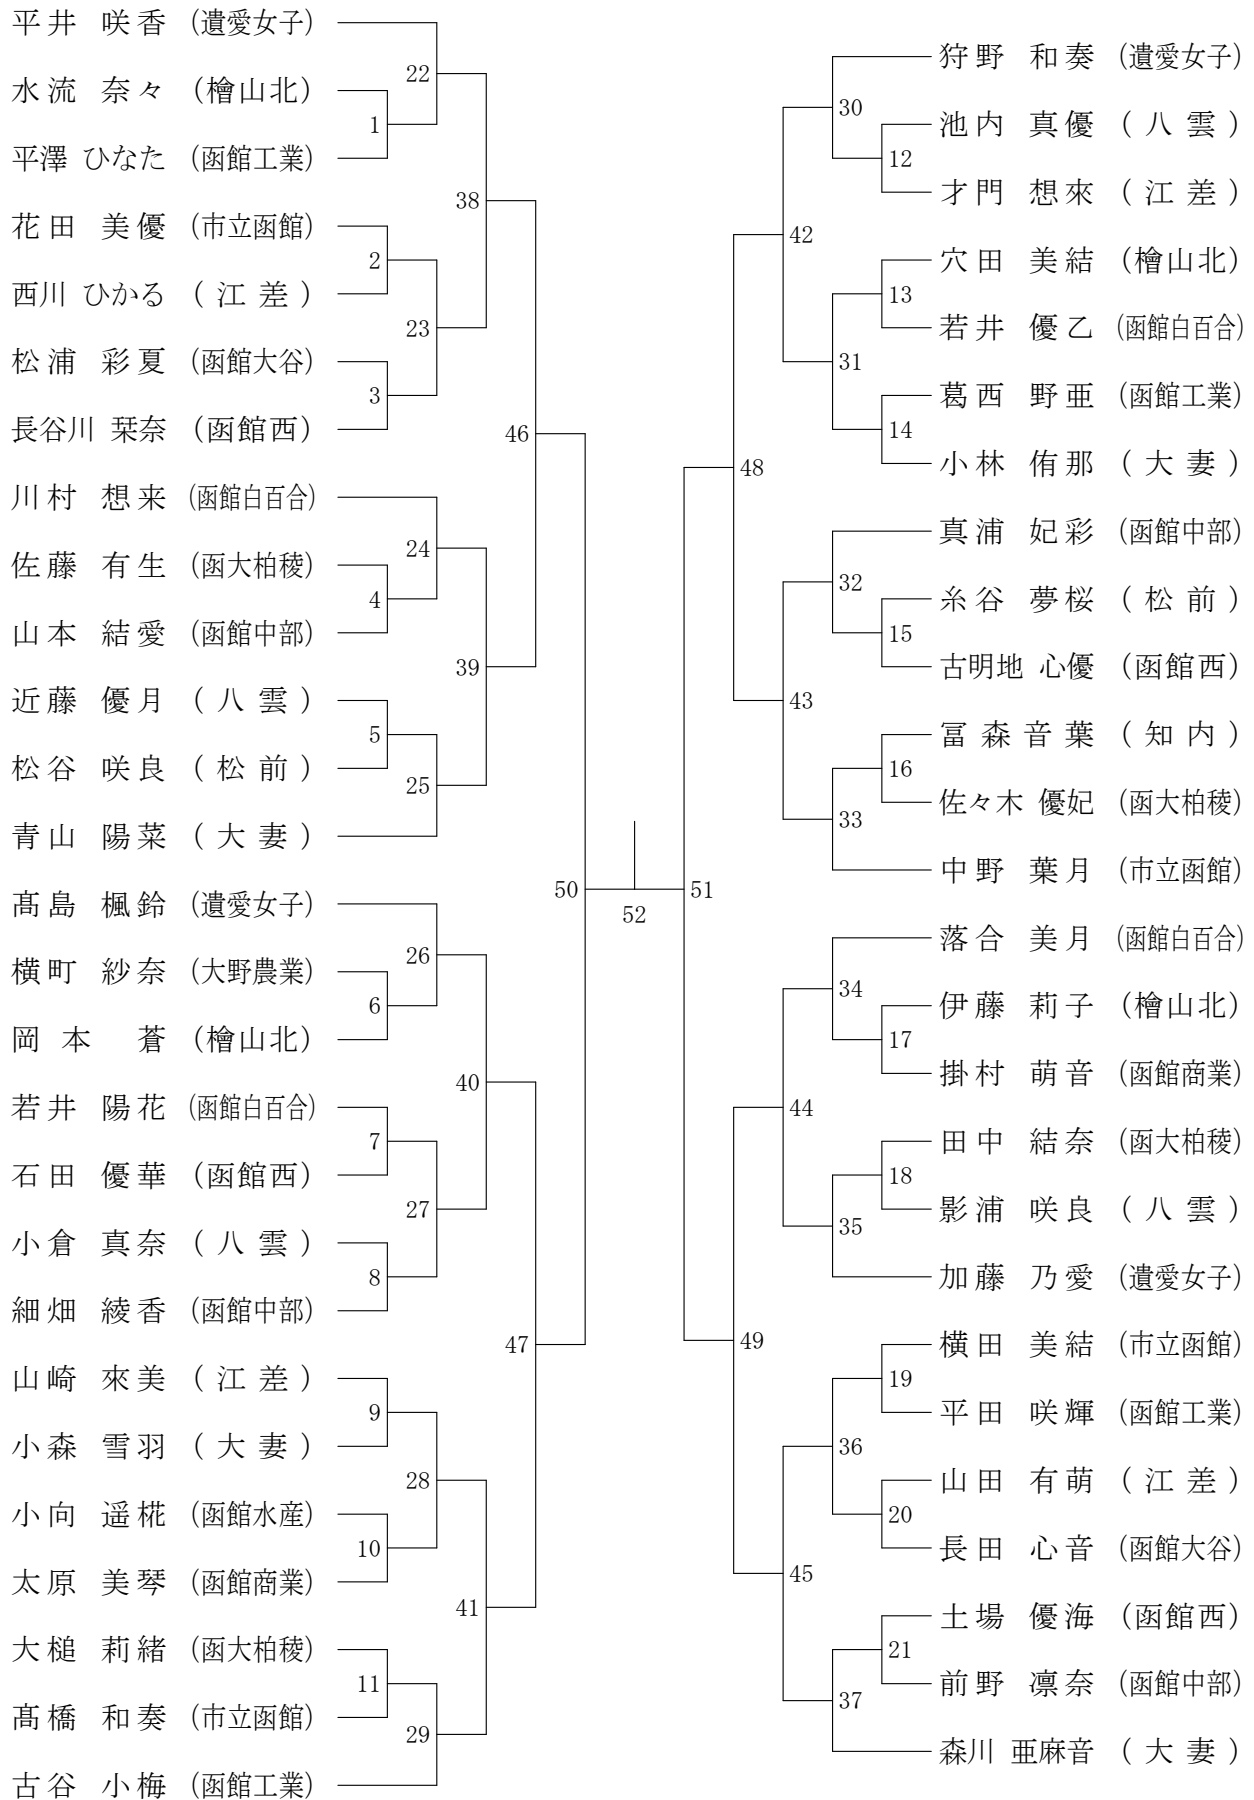 平井 咲香 (遺愛女子)
水流 奈々 (檜山北)
平澤 ひなた (函館工業)
花田 美優 (市立函館)
西川 ひかる (江差)
松浦 彩夏 (函館大谷)
長谷川 栞奈 (函館西)
川村 想来 (函館白百合)
佐藤 有生 (函大柏稜)
山本 結愛 (函館中部)
近藤 優月 (八雲)
松谷 咲良 (松前)
青山 陽菜 (大妻)
髙島 楓鈴 (遺愛女子)
横町 紗奈 (大野農業)
岡本 蒼 (檜山北)
若井 陽花 (函館白百合)
石田 優華 (函館西)
小倉 真奈 (八雲)
細畑 綾香 (函館中部)
山崎 來美 (江差)
小森 雪羽 (大妻)
小向 遥椛 (函館水産)
太原 美琴 (函館商業)
大槌 莉緒 (函大柏稜)
髙橋 和奏 (市立函館)
古谷 小梅 (函館工業)
1
2
3
4
5
6
7
8
9
10
11
22
23
24
25
26
27
28
29
38
39
40
41
46
47
50
52
51
48
49
42
43
44
45
30
31
32
33
34
35
36
37
12
13
14
15
16
17
18
19
20
21
狩野 和奏 (遺愛女子)
池内 真優 (八雲)
才門 想來 (江差)
穴田 美結 (檜山北)
若井 優乙 (函館白百合)
葛西 野亜 (函館工業)
小林 侑那 (大妻)
真浦 妃彩 (函館中部)
糸谷 夢桜 (松前)
古明地 心優 (函館西)
冨森音葉 (知内)
佐々木 優妃 (函大柏稜)
中野 葉月 (市立函館)
落合 美月 (函館白百合)
伊藤 莉子 (檜山北)
掛村 萌音 (函館商業)
田中 結奈 (函大柏稜)
影浦 咲良 (八雲)
加藤 乃愛 (遺愛女子)
横田 美結 (市立函館)
平田 咲輝 (函館工業)
山田 有萌 (江差)
長田 心音 (函館大谷)
土場 優海 (函館西)
前野 凛奈 (函館中部)
森川 亜麻音 (大妻)